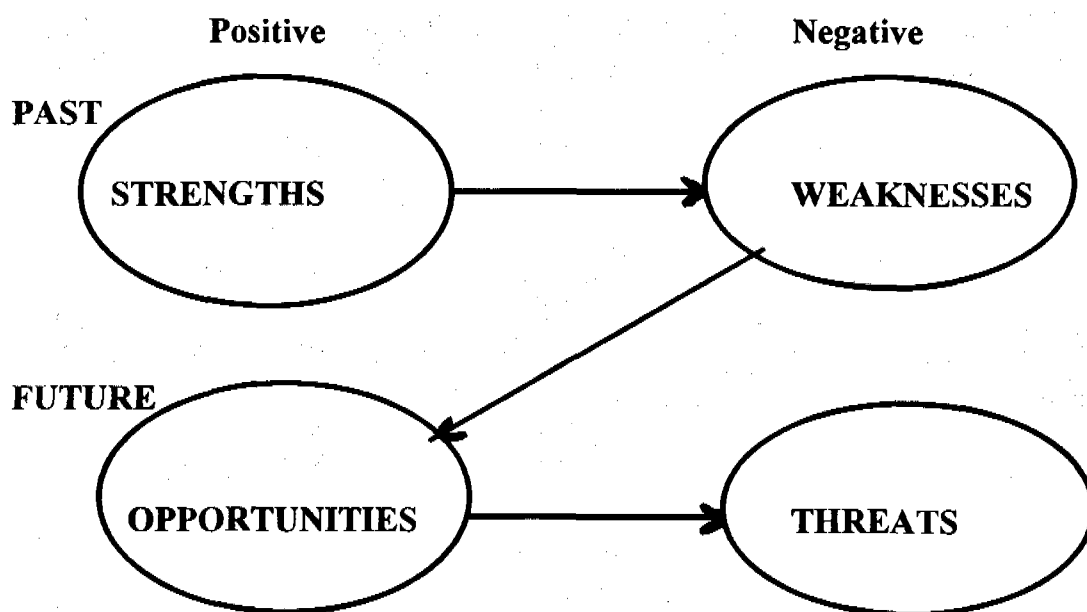 Positive Negative
PAST
STRENGTHS WEAKNESSES
FUTURE
OPPORTUNITIES THREATS